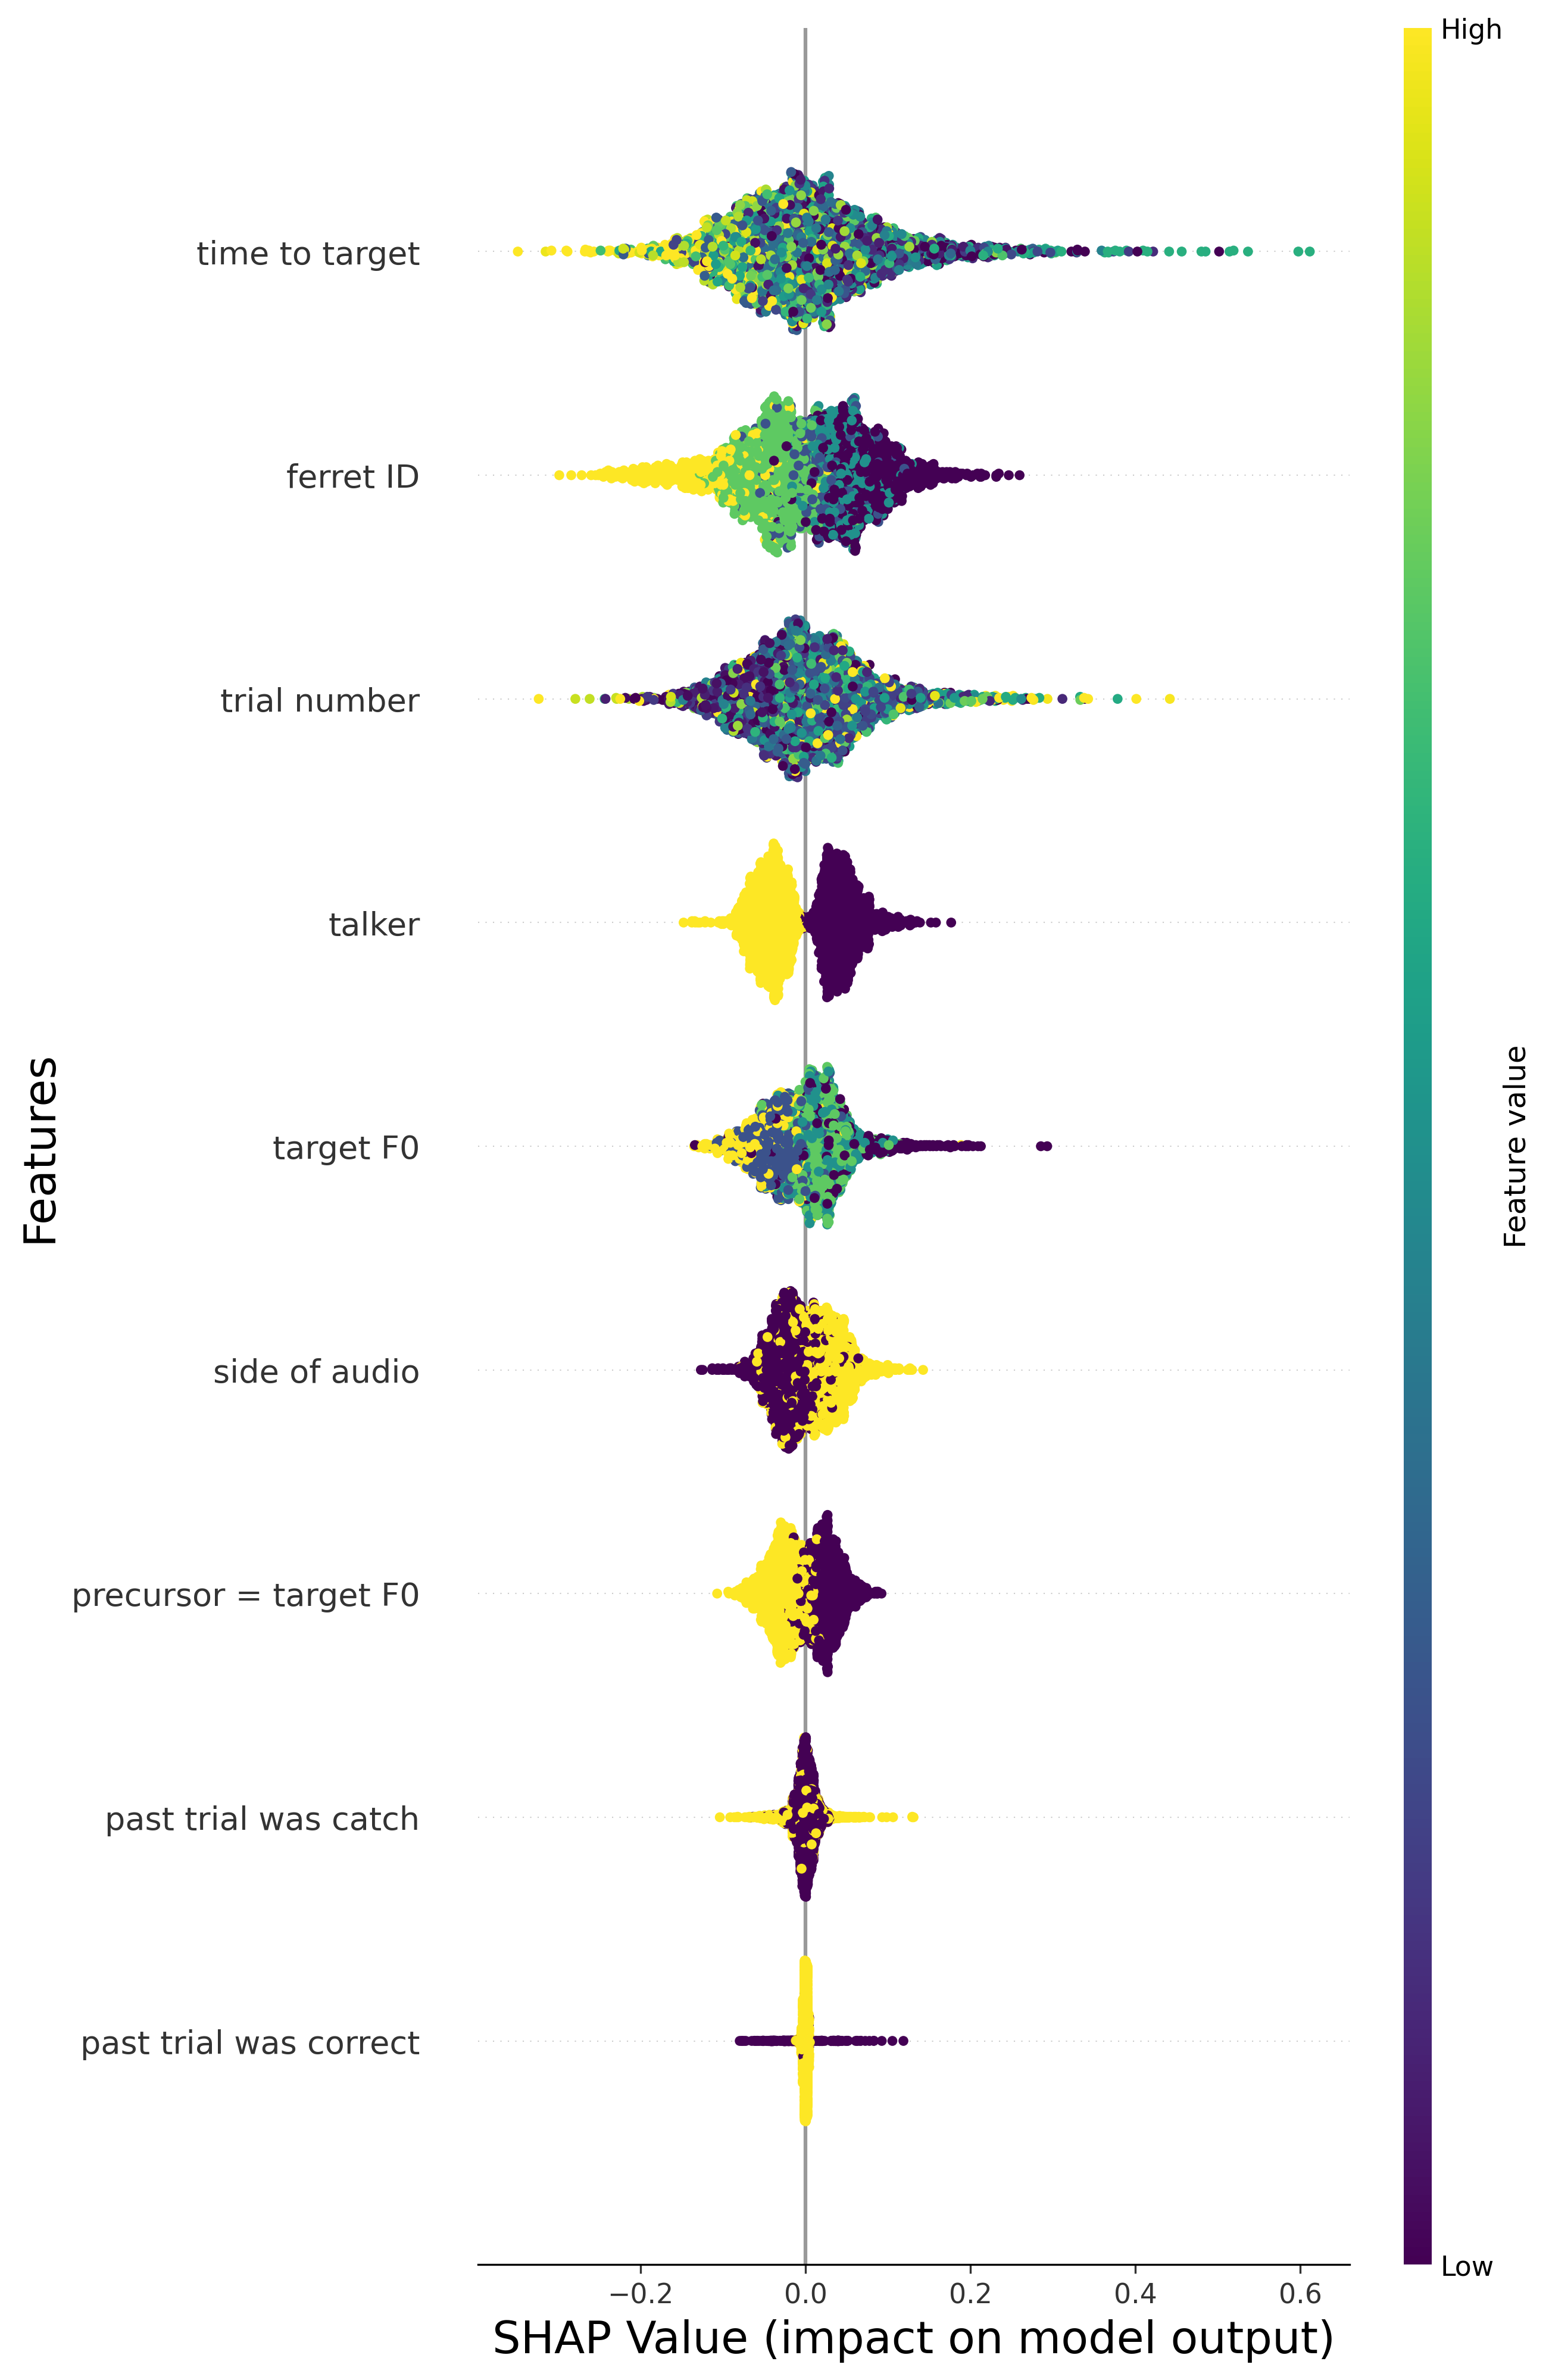 High
time to target
ferret ID
trial number
talker
target F0
side of audio
precursor = target F0
past trial was catch
past trial was correct
Features
Feature value
Low
−0.2
0.0
0.2
0.4
0.6
SHAP Value (impact on model output)